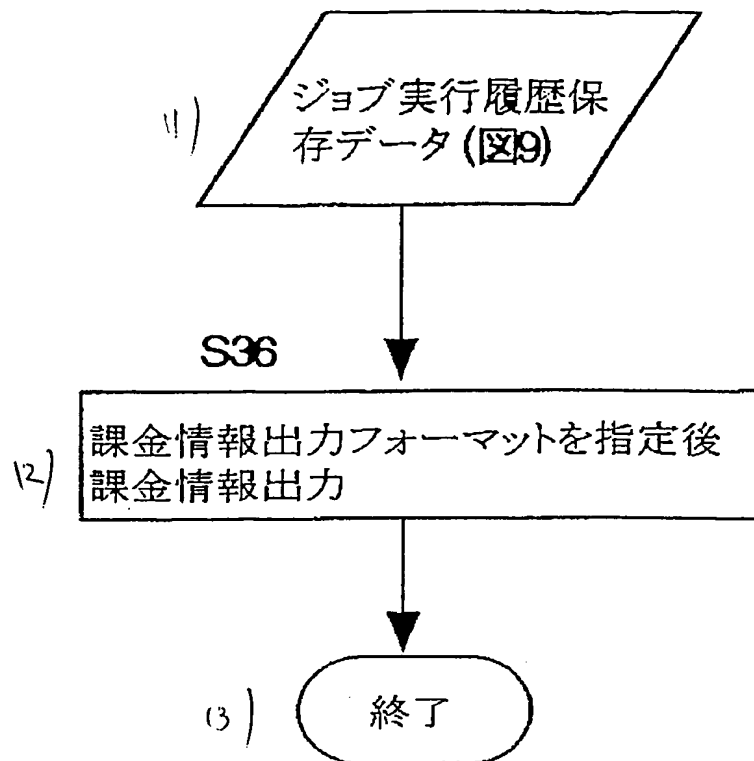 11)
ジョブ実行履歴保
存データ(図9)
S36
12)
課金情報出力フォーマットを指定後
課金情報出力
13)
終了